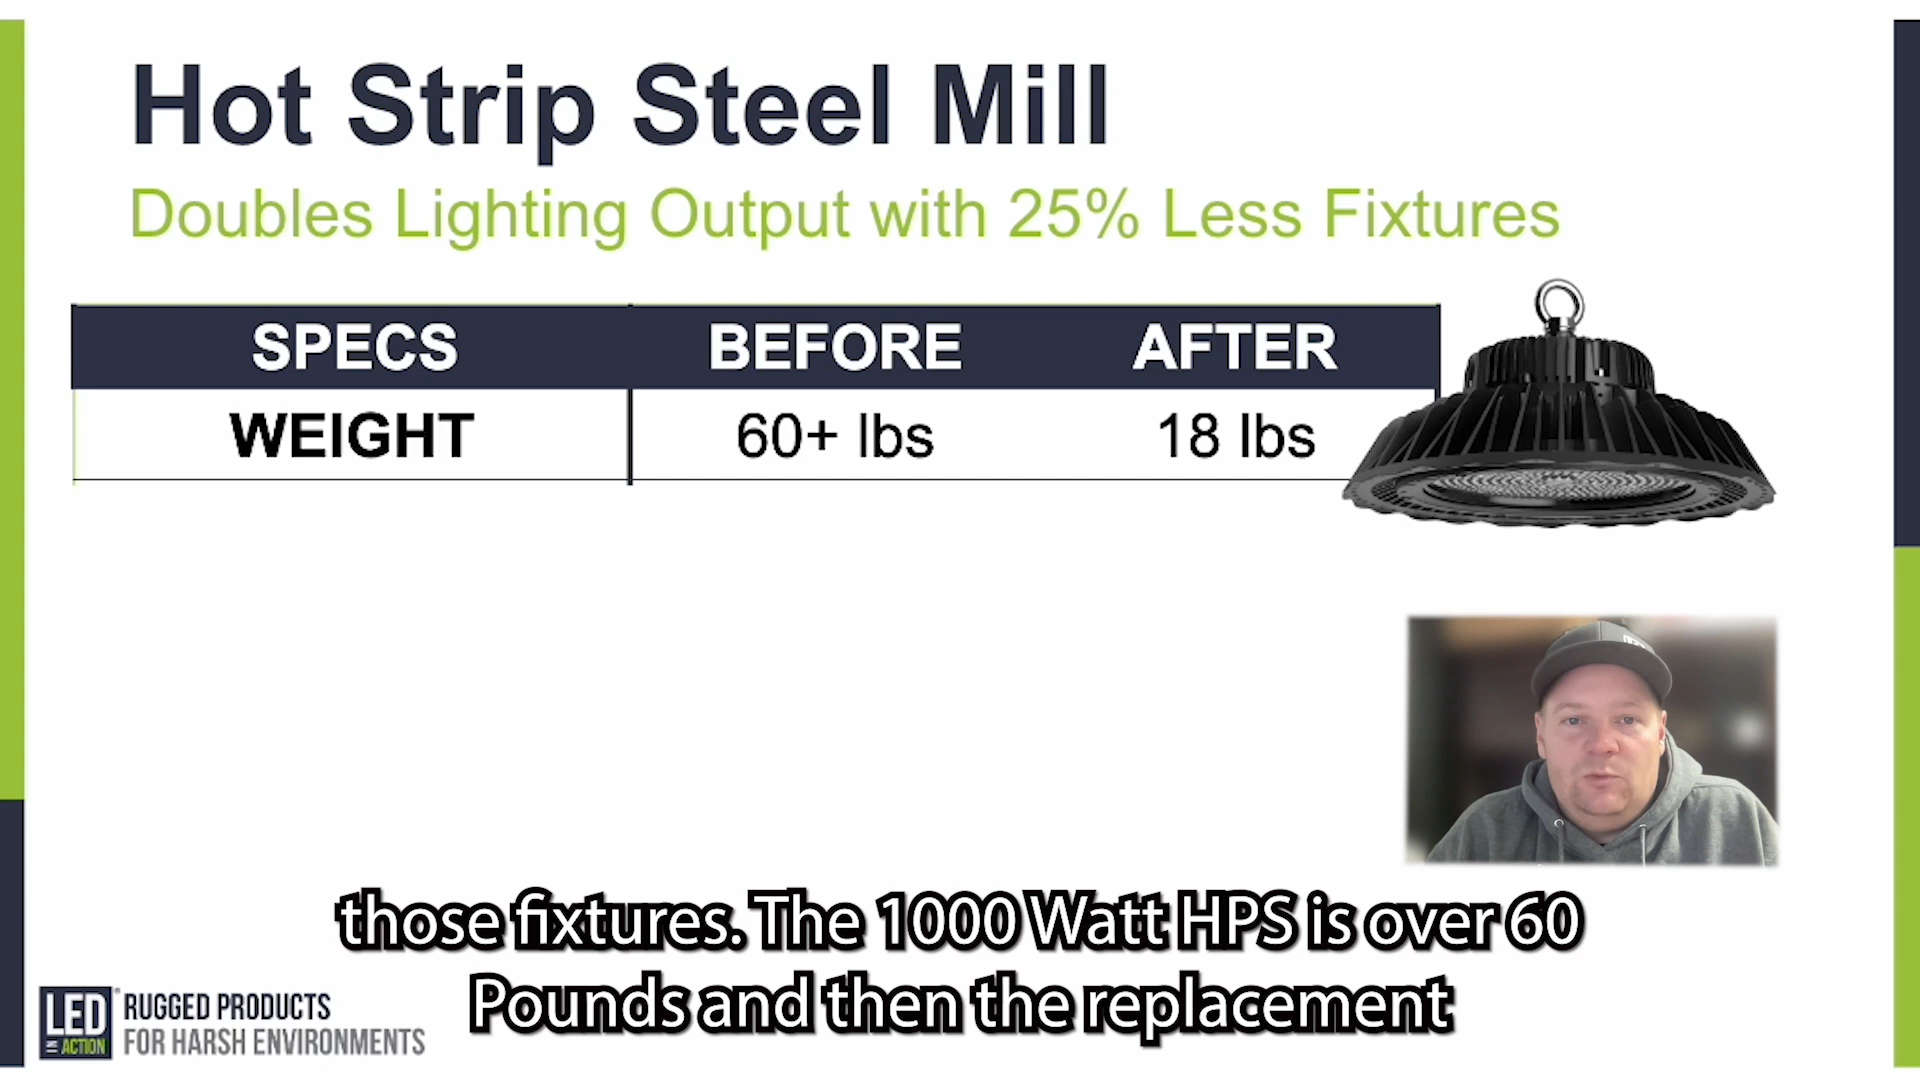 Hot Strip Steel Mill
Doubles Lighting Output with 25% Less Fixtures
SPECS BEFORE AFTER
WEIGHT 60+ lbs 18 lbs
those fixtures. The 1000 Watt HPS is over 60
Pounds and then the replacement
LED IN ACTION®
RUGGED PRODUCTS
FOR HARSH ENVIRONMENTS